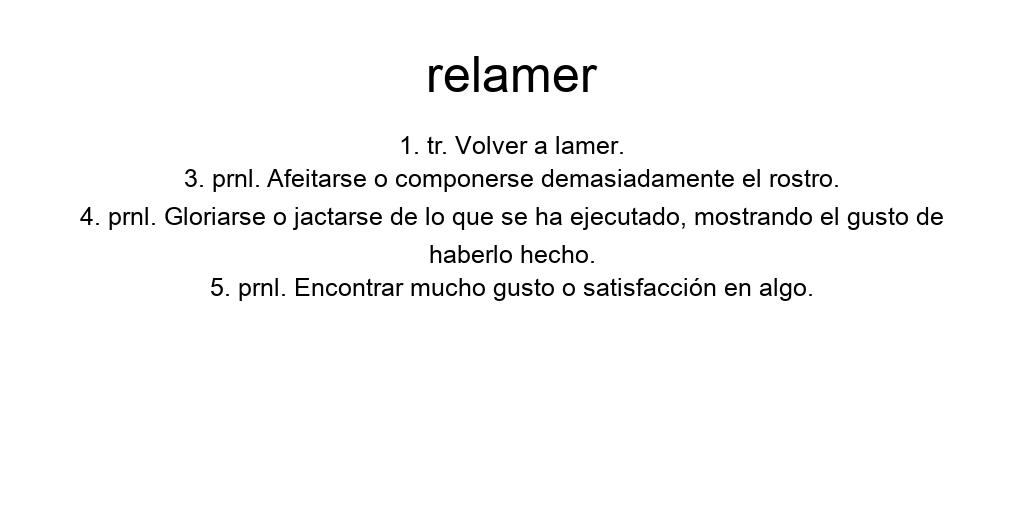 relamer
1. tr. Volver a lamer.
3. prnl. Afeitarse o componerse demasiadamente el rostro.
4. prnl. Gloriarse o jactarse de lo que se ha ejecutado, mostrando el gusto de
haberlo hecho.
5. prnl. Encontrar mucho gusto o satisfacción en algo.